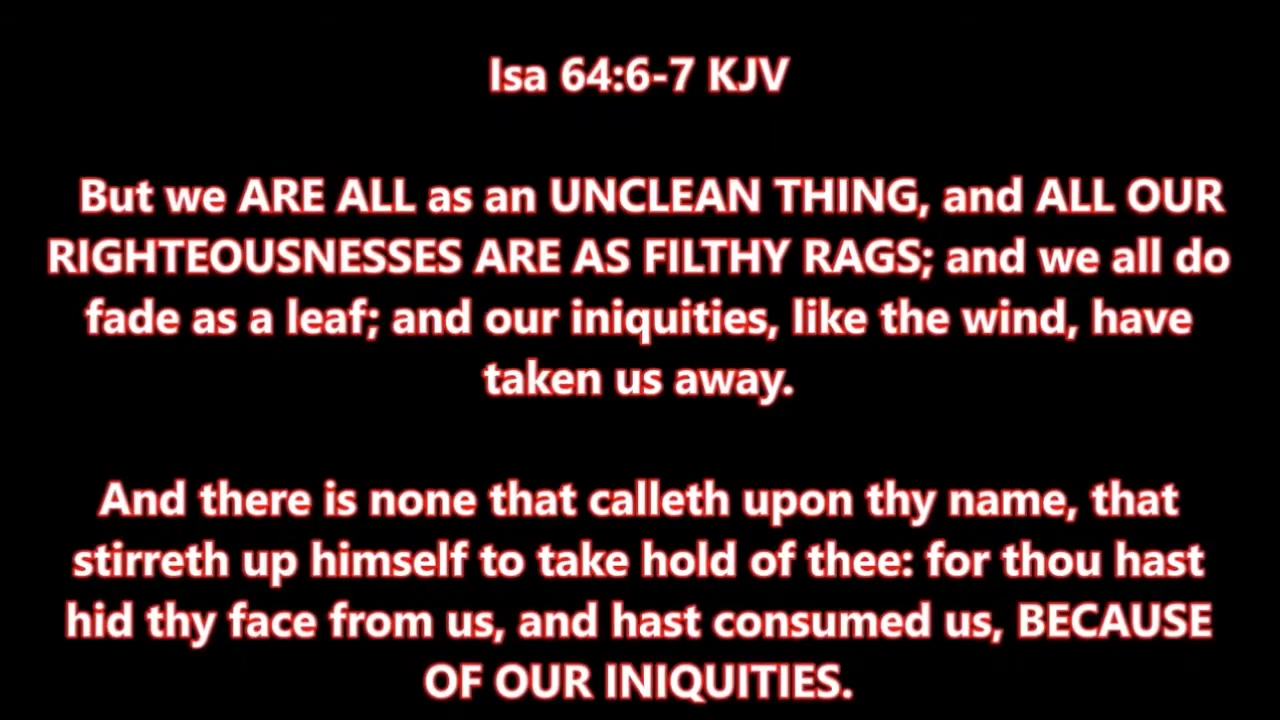 Isa 64:6-7 KJV
But we ARE ALL as an UNCLEAN THING, and ALL OUR
RIGHTEOUSNESSES ARE AS FILTHY RAGS; and we all do
fade as a leaf; and our iniquities, like the wind, have
taken us away.
And there is none that calleth upon thy name, that
stirreth up himself to take hold of thee: for thou hast
hid thy face from us, and hast consumed us, BECAUSE
OF OUR INIQUITIES.